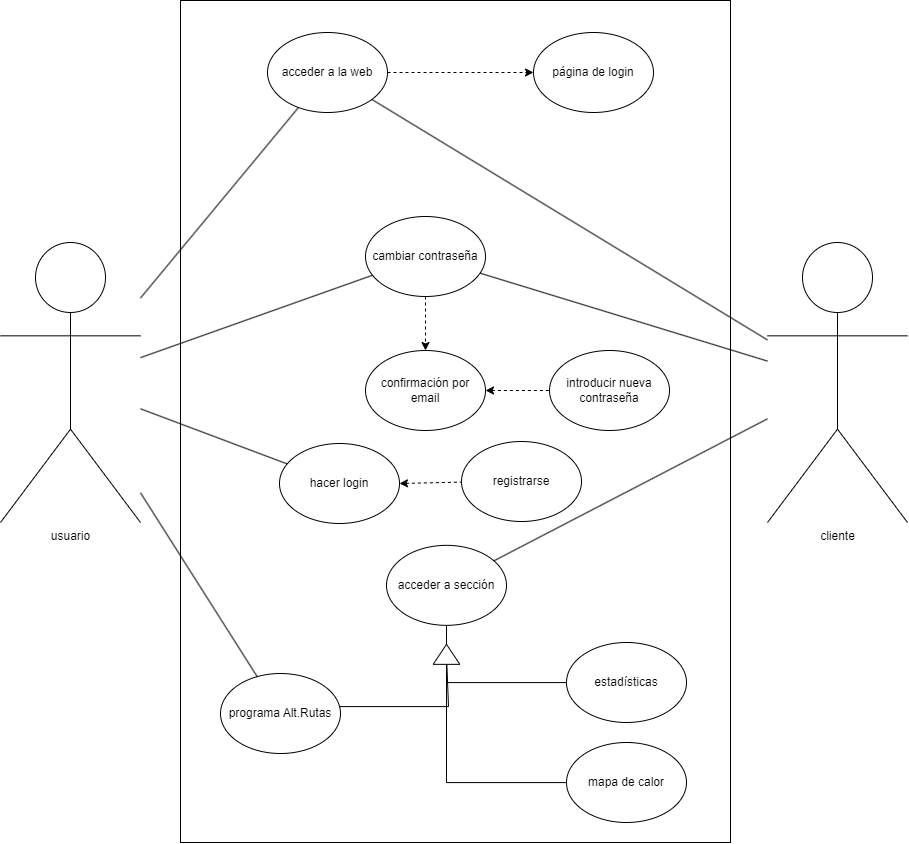 acceder a la web
página de login
cambiar contraseña
confirmación por
email
introducir nueva
contraseña
hacer login
registrarse
usuario
cliente
acceder a sección
estadísticas
programa Alt.Rutas
mapa de calor